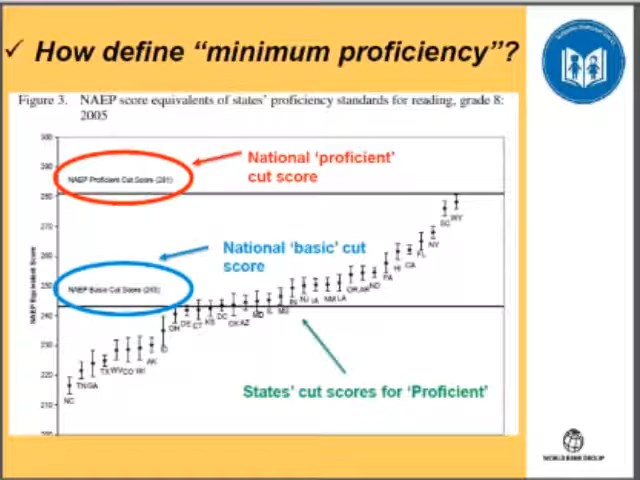 ✓ How define “minimum proficiency”?
Figure 3. NAEP score equivalents of states’ proficiency standards for reading, grade 8:
2005
300
290
280
270
260
250
240
230
220
210
200
NAEP Equivalent Score
NAEP Proficient Cut Score (281)
National ‘proficient’
cut score
NAEP Basic Cut Score (243)
National ‘basic’ cut
score
States’ cut scores for ‘Proficient’
NC
TN
GA
TX
WV
CO
WI
AK
ID
OH
DE
CT
KS
DC
OK
AZ
MD
IL
NJ
IA
NM
LA
OR
AR
ND
PA
HI
CA
FL
NY
SC
WY
WORLD BANK GROUP